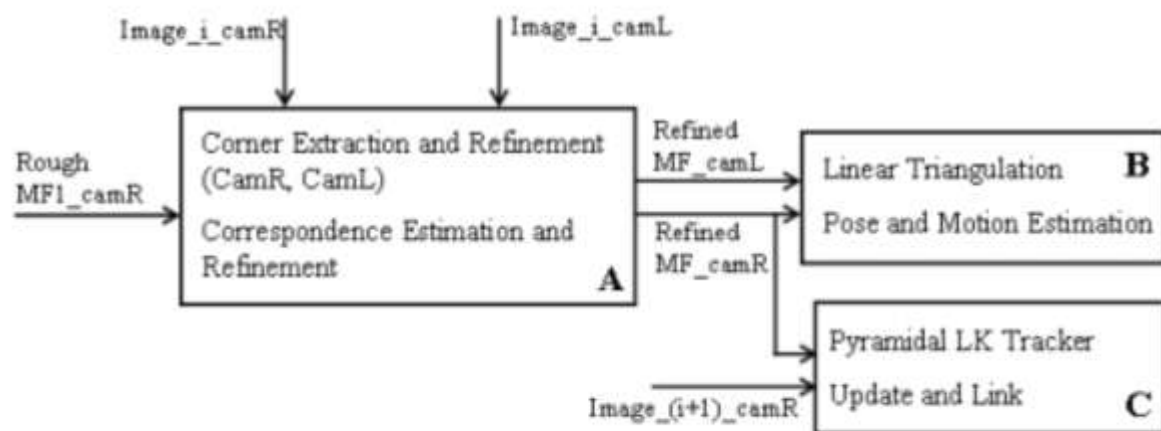 Image_i_camR
Image_i_camL
Rough
MF1_camR
Corner Extraction and Refinement
(CamR, CamL)
Correspondence Estimation and
Refinement
A
Refined
MF_camL
Refined
MF_camR
Linear Triangulation
B
Pose and Motion Estimation
Pyramidal LK Tracker
Update and Link
C
Image_(i+1)_camR